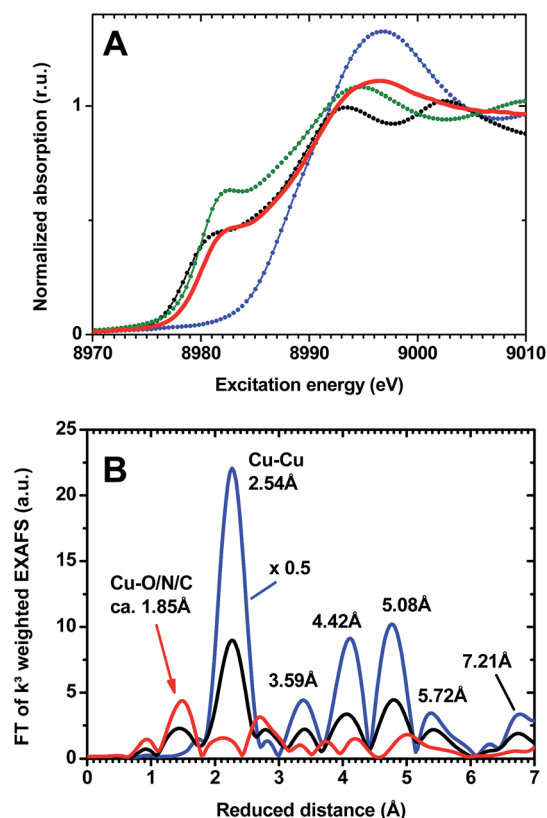 A
Normalized absorption (r.u.)
1
0
8970 8980 8990 9000 9010
Excitation energy (eV)
B
FT of k³ weighted EXAFS (a.u.)
25
20
15
10
5
0
Cu-Cu
2.54Å
x 0.5
Cu-O/N/C
ca. 1.85Å
3.59Å
4.42Å
5.08Å
5.72Å
7.21Å
0 1 2 3 4 5 6 7
Reduced distance (Å)